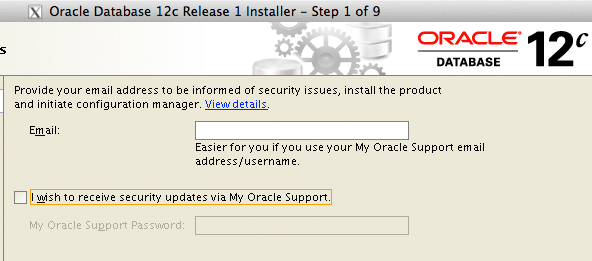 Oracle Database 12c Release 1 Installer - Step 1 of 9
ORACLE
DATABASE
12c
s
Provide your email address to be informed of security issues, install the product
and initiate configuration manager. View details.
Email:
Easier for you if you use your My Oracle Support email
address/username.
I wish to receive security updates via My Oracle Support.
My Oracle Support Password: